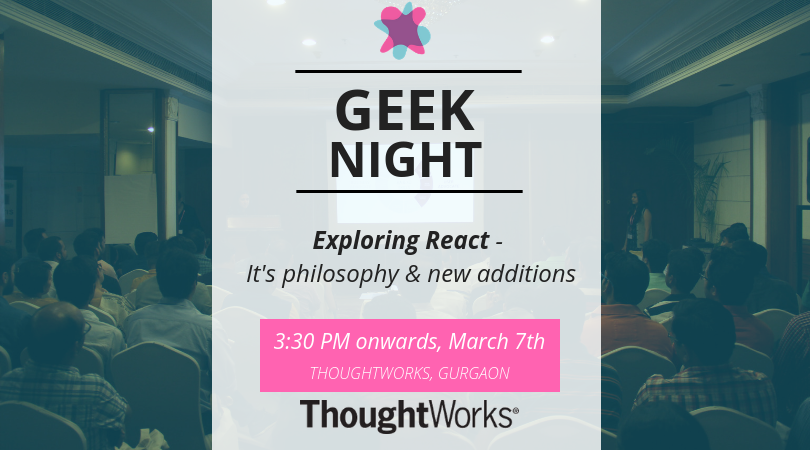 GEEK
NIGHT
Exploring React -
It's philosophy & new additions
3:30 PM onwards, March 7th
THOUGHTWORKS, GURGAON
ThoughtWorks®